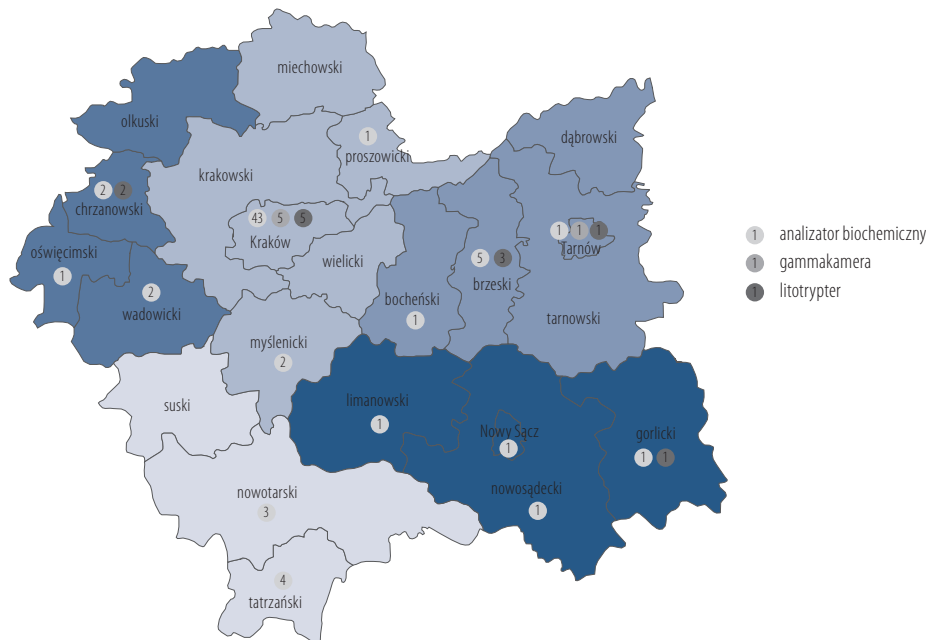 miechowski
olkuski
1
proszowicki
dąbrowski
krakowski
2 2
chrzanowski
43 5 5
Kraków
1 1 1
Tarnów
1 analizator biochemiczny
1 gammakamera
1 litotrypter
oświęcimski
1
wielicki
5 3
brzeski
2
wadowicki
bocheński
1
tarnowski
myślenicki
2
suski
limanowski
1
Nowy Sącz
1
gorlicki
1 1
nowosądecki
1
nowotarski
3
4
tatrzański